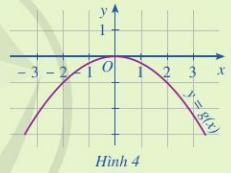 y
1
O
- 3 - 2 - 1 1 2 3 x
y = g(x)
Hình 4